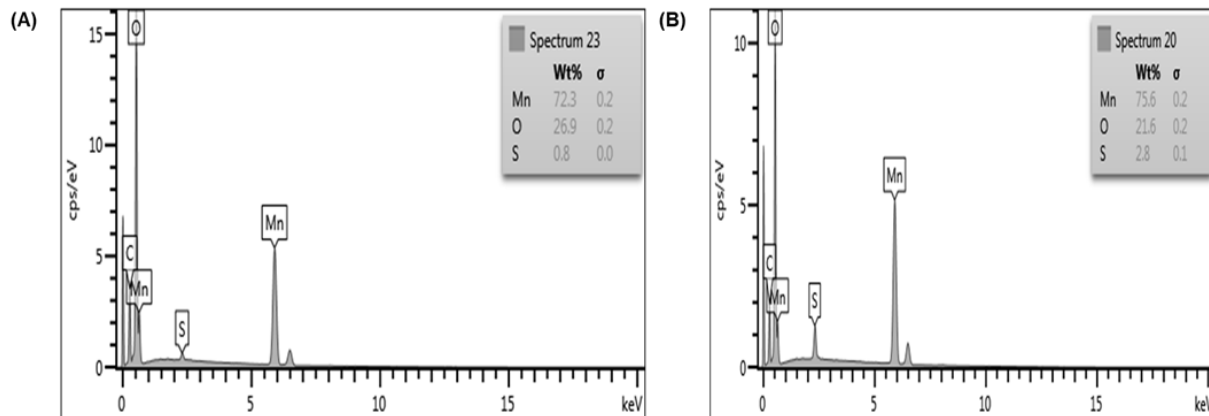 (A)
Spectrum 23
Wt% σ
Mn 72.3 0.2
O 26.9 0.2
S 0.8 0.0
cps/eV
15
10
5
0
O
C
Mn
S
Mn
0 5 10 15 keV
(B)
Spectrum 20
Wt% σ
Mn 75.6 0.2
O 21.6 0.2
S 2.8 0.1
cps/eV
10
5
0
O
C
Mn
S
Mn
0 5 10 15 keV